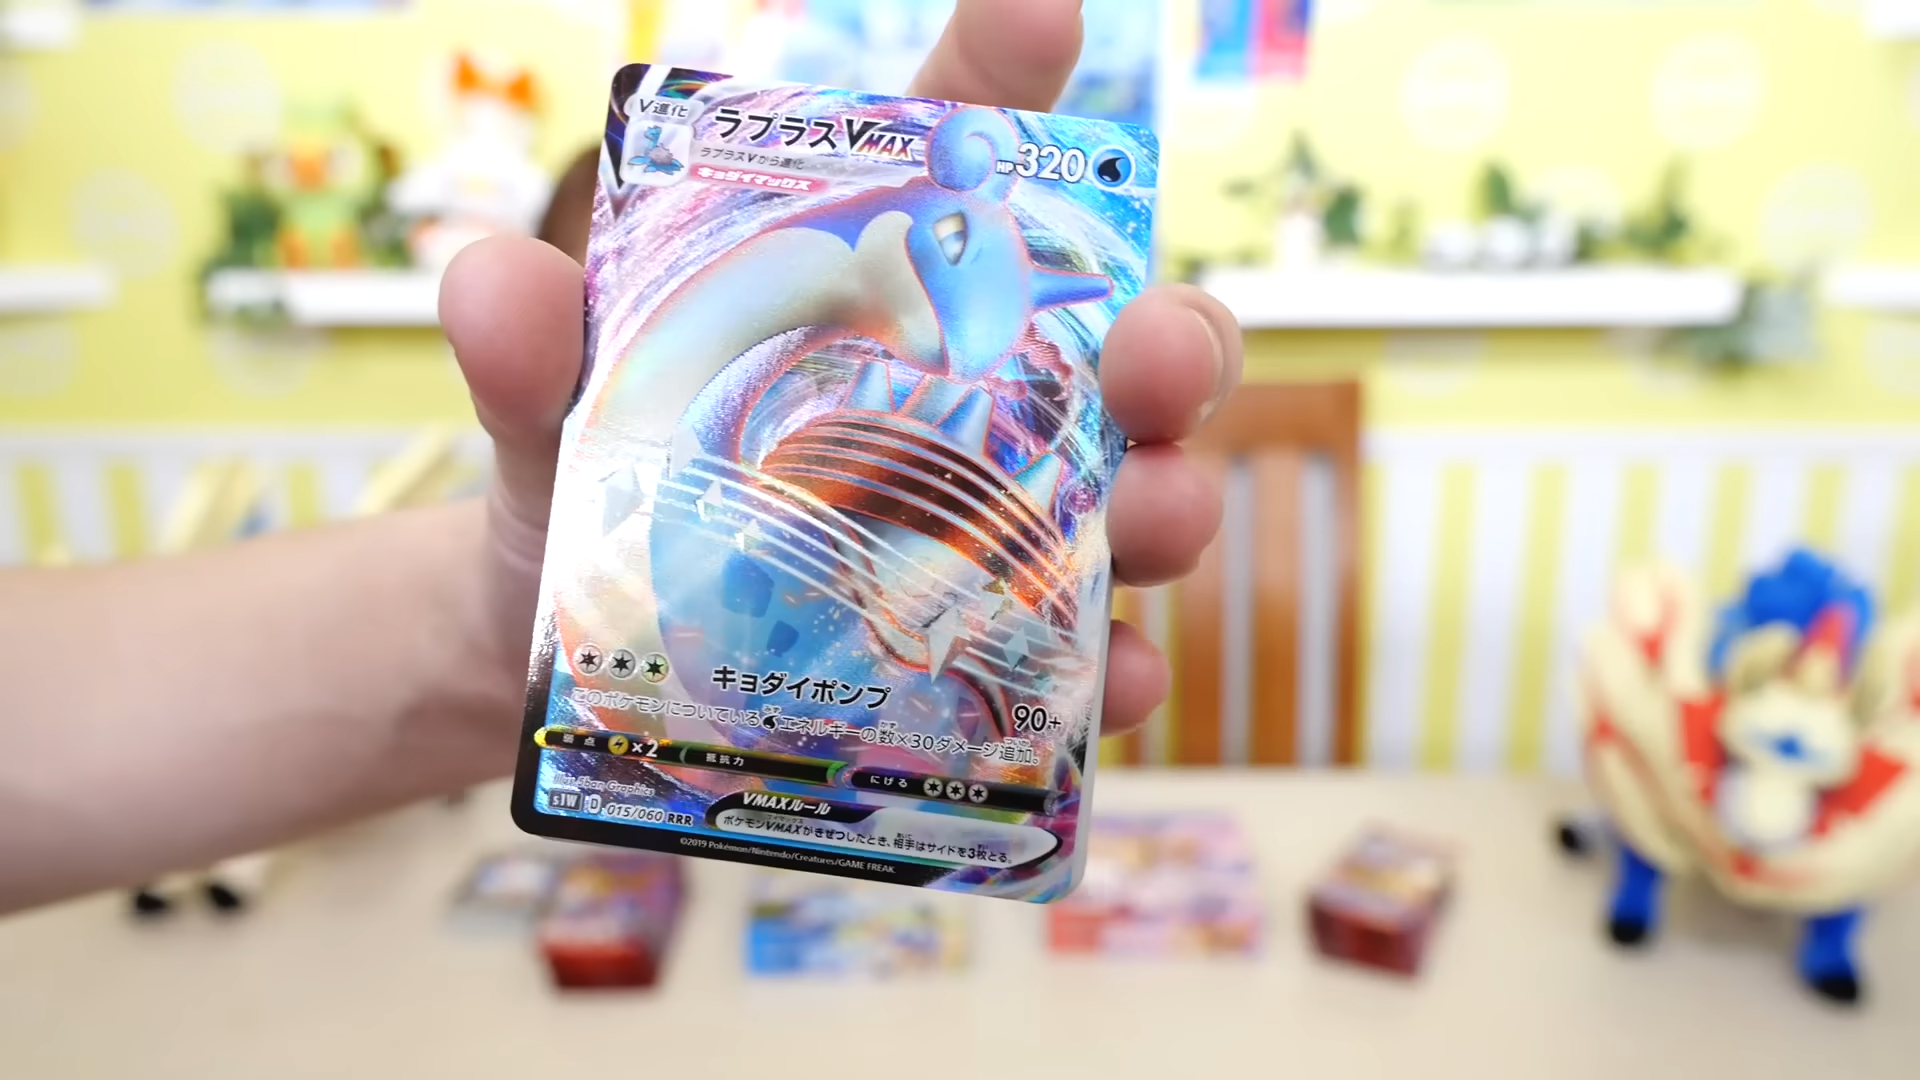 V進化
ラプラスVMAX
HP320
ラプラスVから進化
キョダイマックス
キョダイポンプ
90+
このポケモンについているエネルギーの数×30ダメージ追加。
弱点 ×2 抵抗力 にげる
Illus. 5ban Graphics
s1W D 015/060 RRR
VMAXルール
ポケモンVMAXがきぜつしたとき、相手はサイドを3枚とる。
©2019 Pokémon/Nintendo/Creatures/GAME FREAK